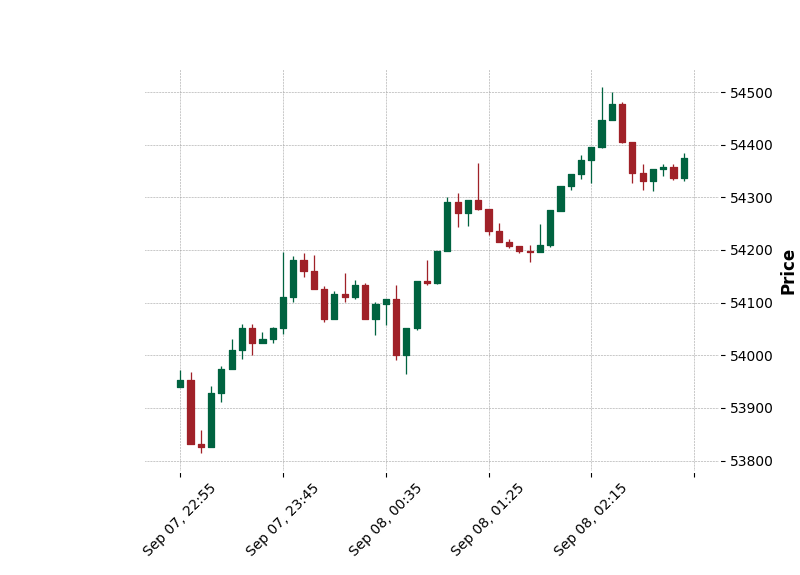 54500
54400
54300
54200
54100
54000
53900
53800
Price
Sep 07, 22:55
Sep 07, 23:45
Sep 08, 00:35
Sep 08, 01:25
Sep 08, 02:15